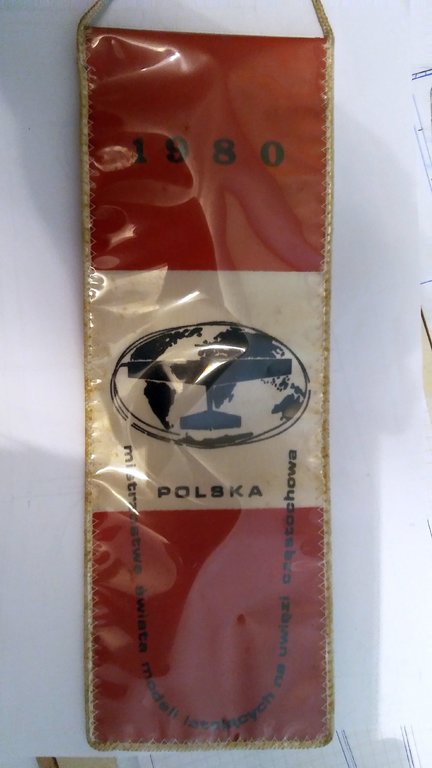 1980
POLSKA
mistrzostwa świata modeli latających na uwięzi częstochowa